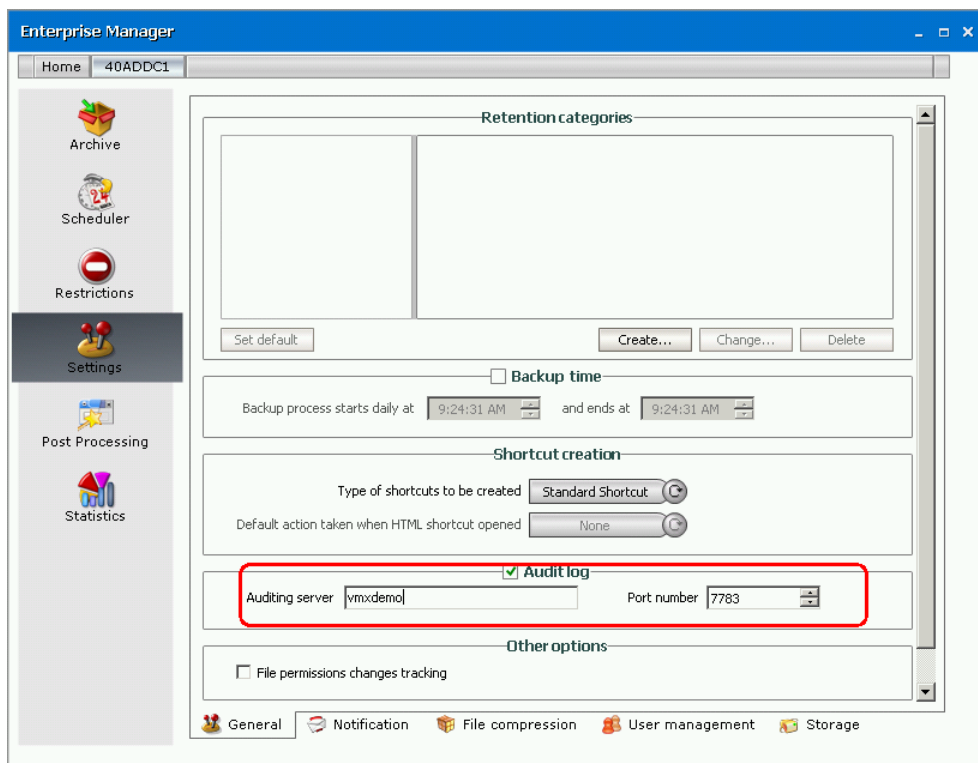 Enterprise Manager
Home 40ADDC1
Archive
24
Scheduler
Restrictions
Settings
Post Processing
Statistics
Retention categories
Set default Create... Change... Delete
Backup time
Backup process starts daily at 9:24:31 AM and ends at 9:24:31 AM
Shortcut creation
Type of shortcuts to be created Standard Shortcut
Default action taken when HTML shortcut opened None
Audit log
Auditing server vmxdemo Port number 7783
Other options
File permissions changes tracking
General Notification File compression User management Storage